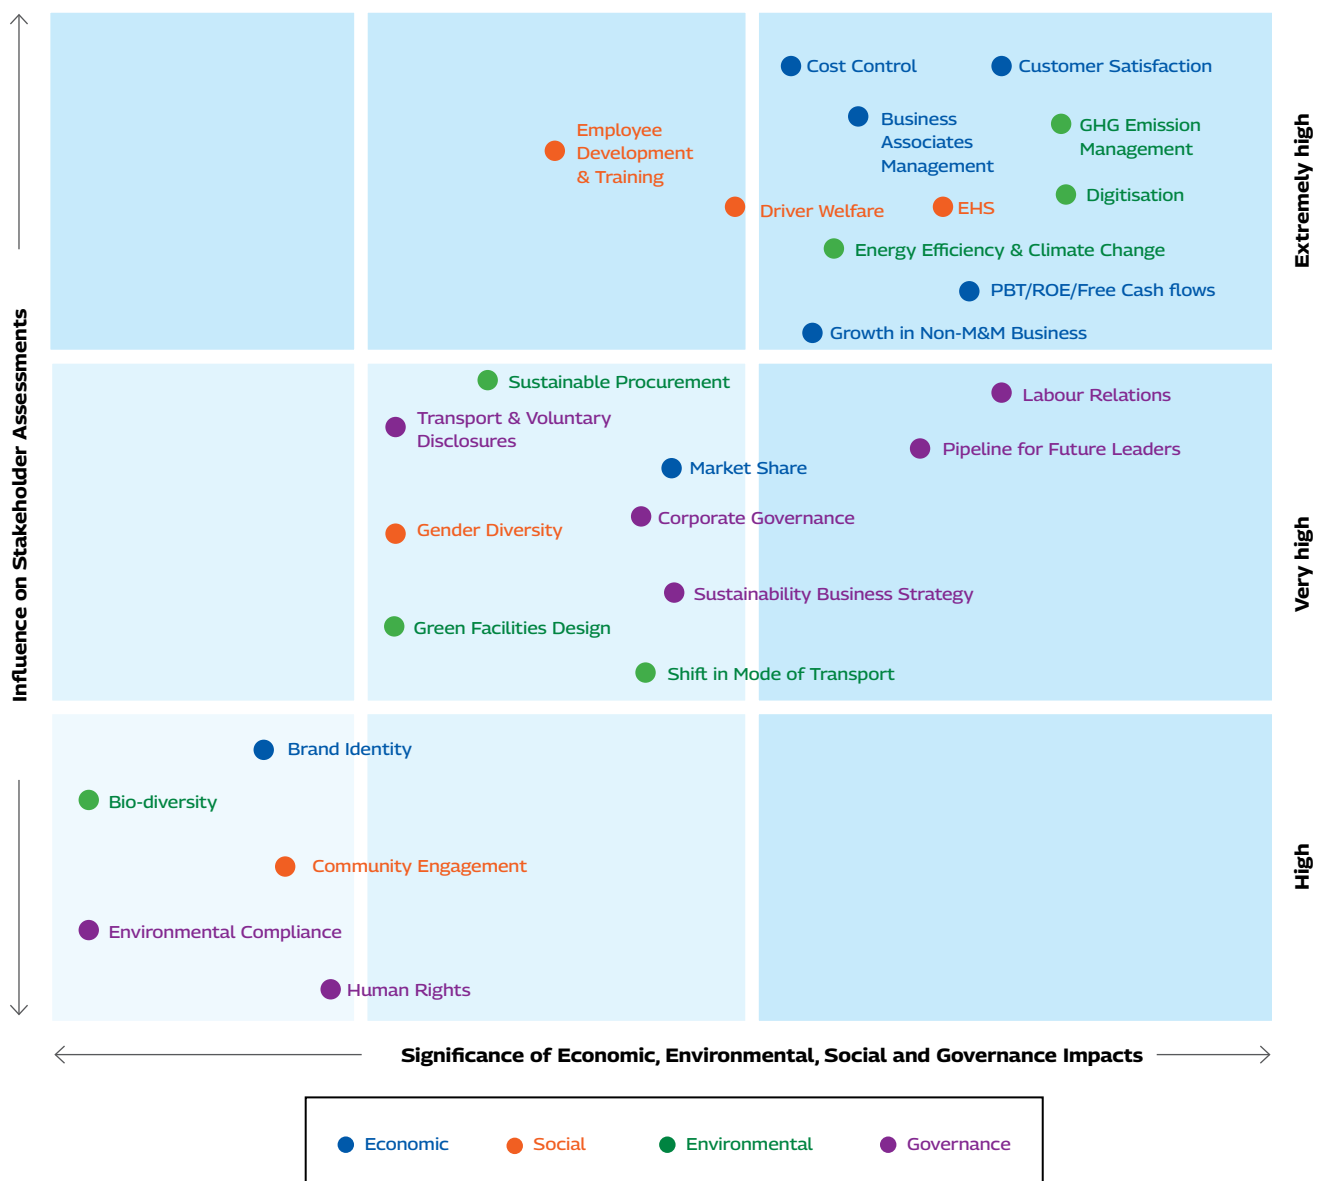 Cost Control
Customer Satisfaction
Business
Associates
Management
GHG Emission
Management
Employee
Development
& Training
Digitisation
Driver Welfare
EHS
Energy Efficiency & Climate Change
PBT/ROE/Free Cash flows
Growth in Non-M&M Business
Extremely high
Sustainable Procurement
Labour Relations
Transport & Voluntary
Disclosures
Pipeline for Future Leaders
Market Share
Corporate Governance
Gender Diversity
Sustainability Business Strategy
Green Facilities Design
Shift in Mode of Transport
Very high
Influence on Stakeholder Assessments
Brand Identity
Bio-diversity
Community Engagement
Environmental Compliance
Human Rights
High
Significance of Economic, Environmental, Social and Governance Impacts
Economic
Social
Environmental
Governance